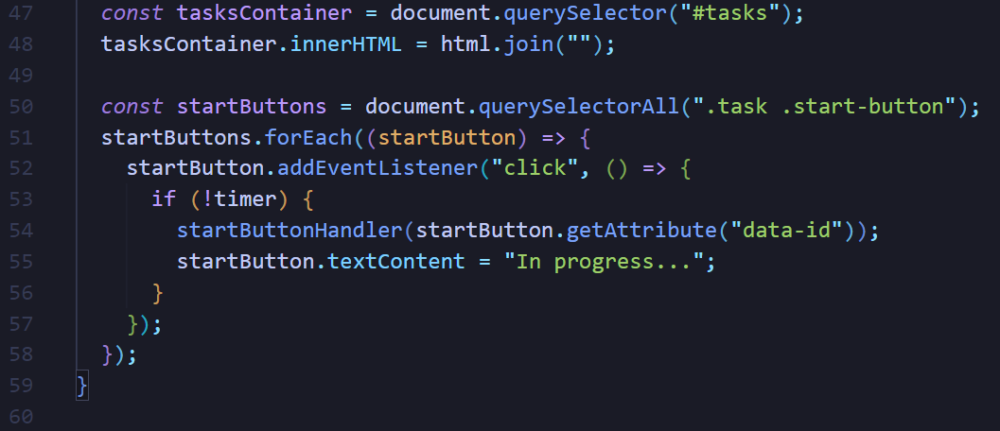 47 const tasksContainer = document.querySelector("#tasks");
48 tasksContainer.innerHTML = html.join("");
49
50 const startButtons = document.querySelectorAll(".task .start-button");
51 startButtons.forEach((startButton) => {
52 startButton.addEventListener("click", () => {
53 if (!timer) {
54 startButtonHandler(startButton.getAttribute("data-id"));
55 startButton.textContent = "In progress...";
56 }
57 });
58 });
59 }
60